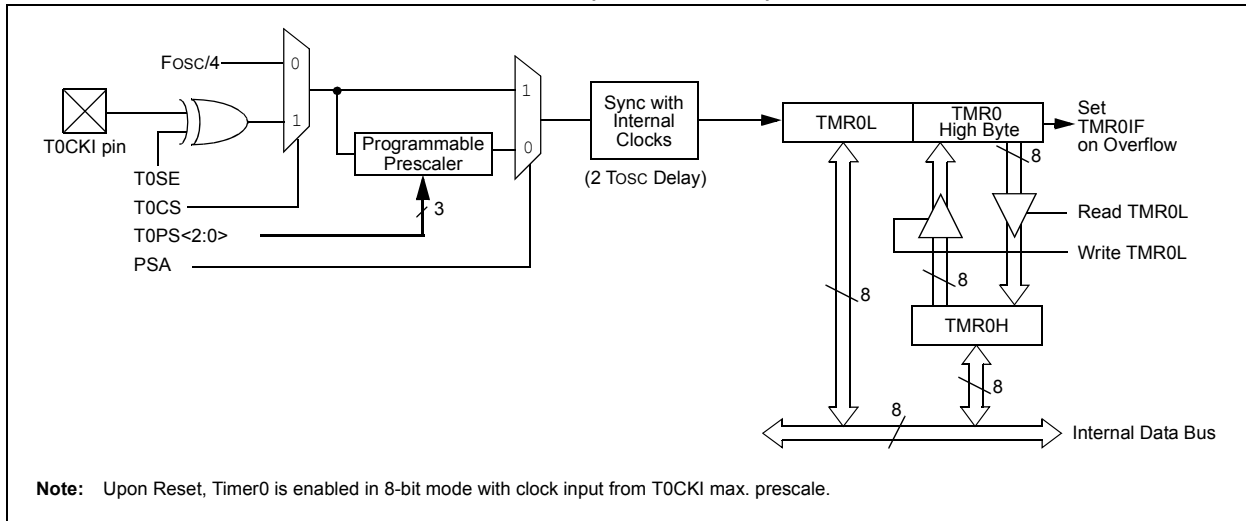 Fosc/4
0
1
T0CKI pin
T0SE
T0CS
T0PS<2:0>
PSA
Programmable
Prescaler
3
1
0
Sync with
Internal
Clocks
(2 Tosc Delay)
TMR0L
TMR0
High Byte
Set
TMR0IF
on Overflow
8
Read TMR0L
Write TMR0L
8
8
TMR0H
8
8
Internal Data Bus
Note: Upon Reset, Timer0 is enabled in 8-bit mode with clock input from T0CKI max. prescale.